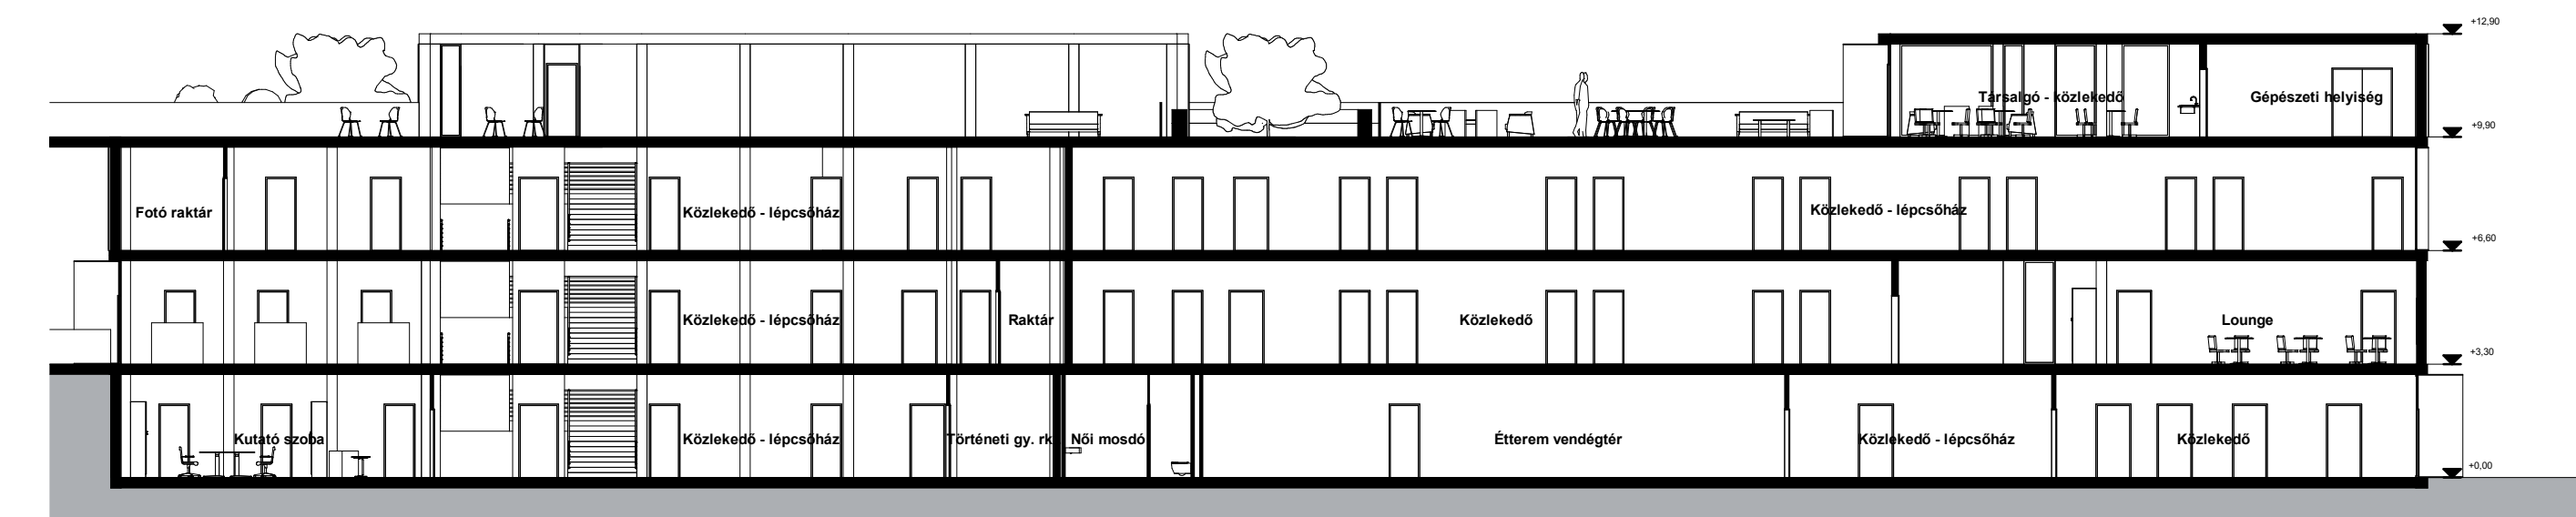 +12,90
Társalgó - közlekedő
Gépészeti helyiség
+9,90
Fotó raktár
Közlekedő - lépcsőház
Közlekedő - lépcsőház
+6,60
Közlekedő - lépcsőház
Raktár
Közlekedő
Lounge
+3,30
Kutató szoba
Közlekedő - lépcsőház
Történeti gy. rk
Női mosdó
Étterem vendégtér
Közlekedő - lépcsőház
Közlekedő
+0,00